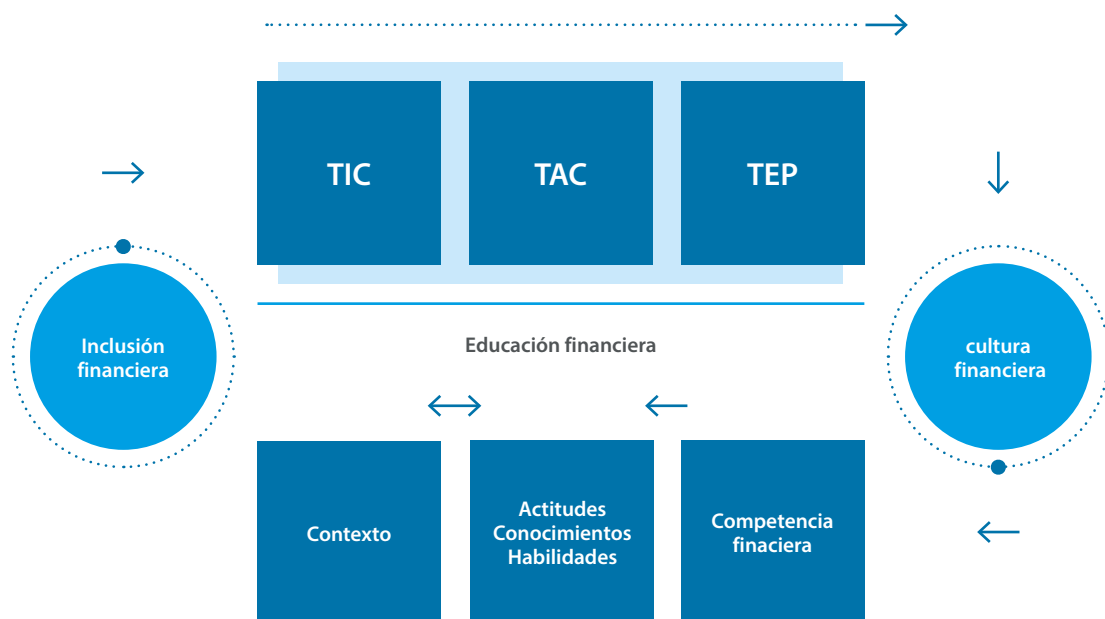 TIC
TAC
TEP
Inclusión
financiera
Educación financiera
cultura
financiera
Contexto
Actitudes
Conocimientos
Habilidades
Competencia
finaciera